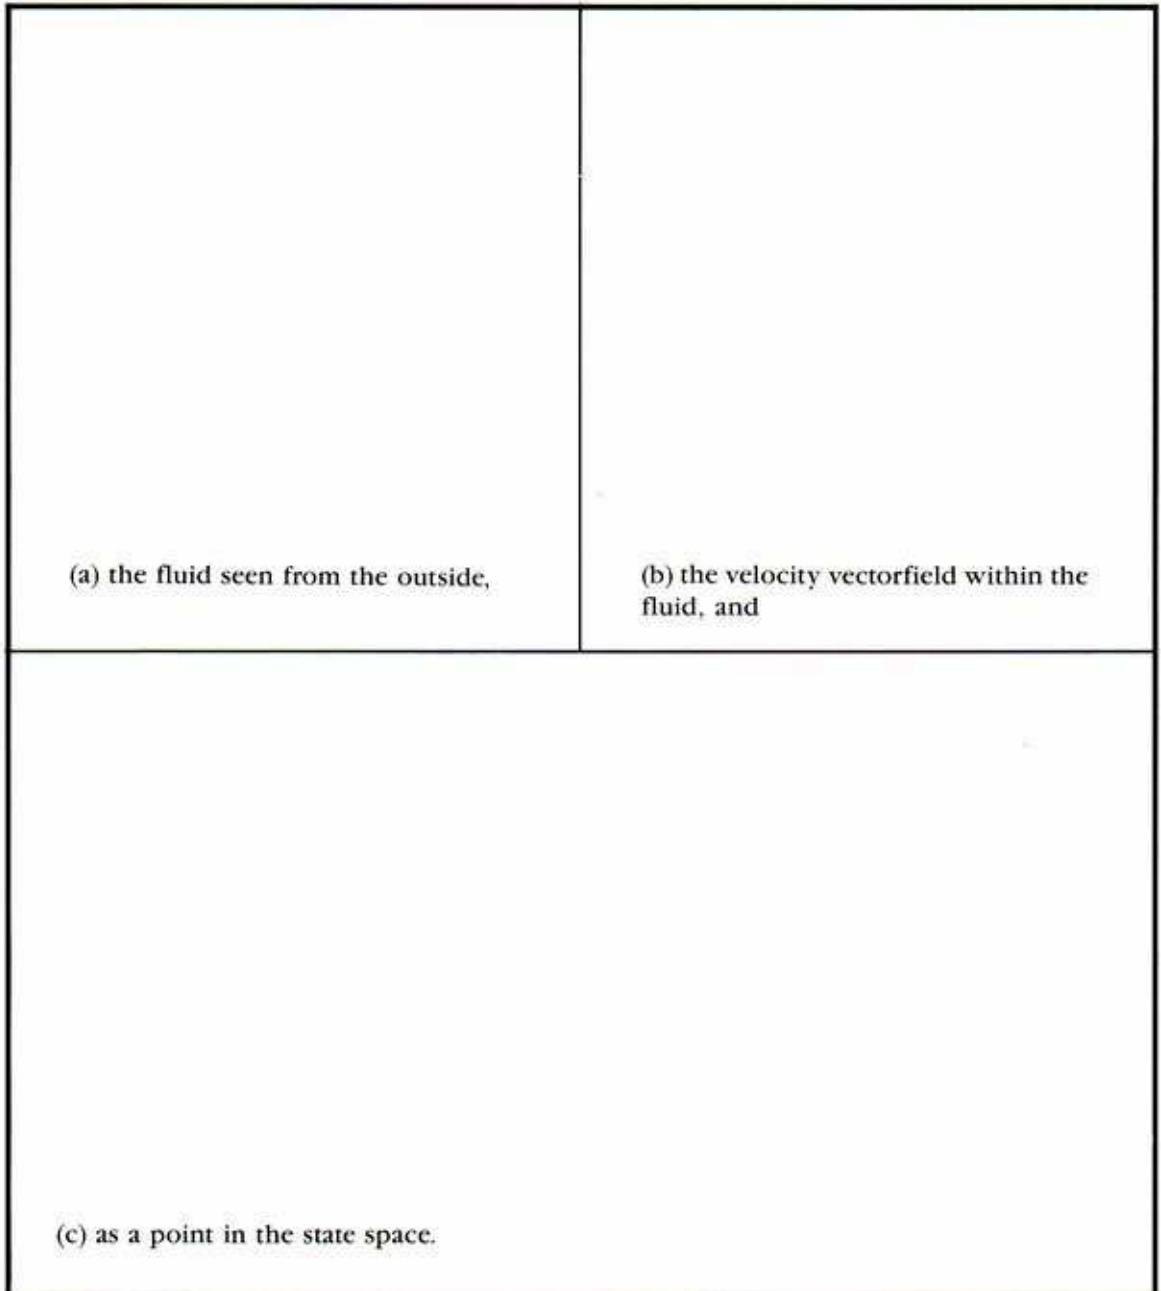 (a) the fluid seen from the outside,
(b) the velocity vectorfield within the
fluid, and
(c) as a point in the state space.